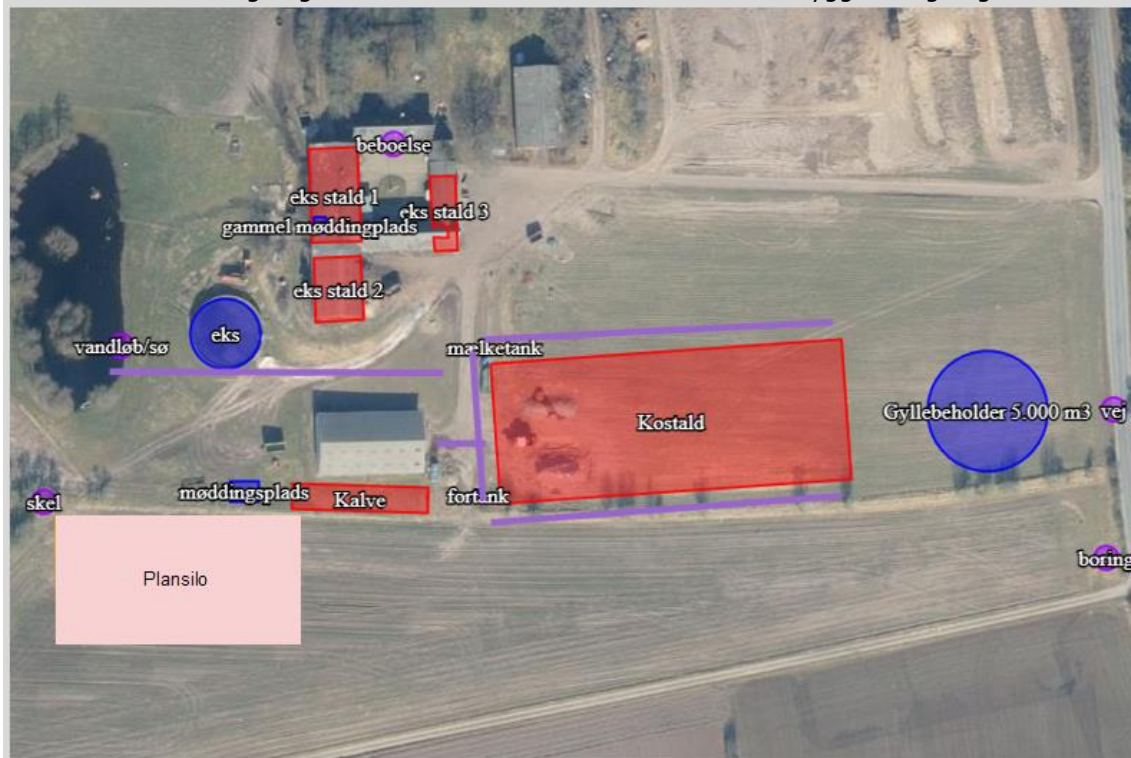 beboelse
eks stald 1
eks stald 3
gammel møddingplads
eks stald 2
eks
vandløb/sø
mælketank
Kostald
Gyllebeholder 5.000 m3
vej
møddingsplads
Kalve
fortank
skel
Plansilo
boring